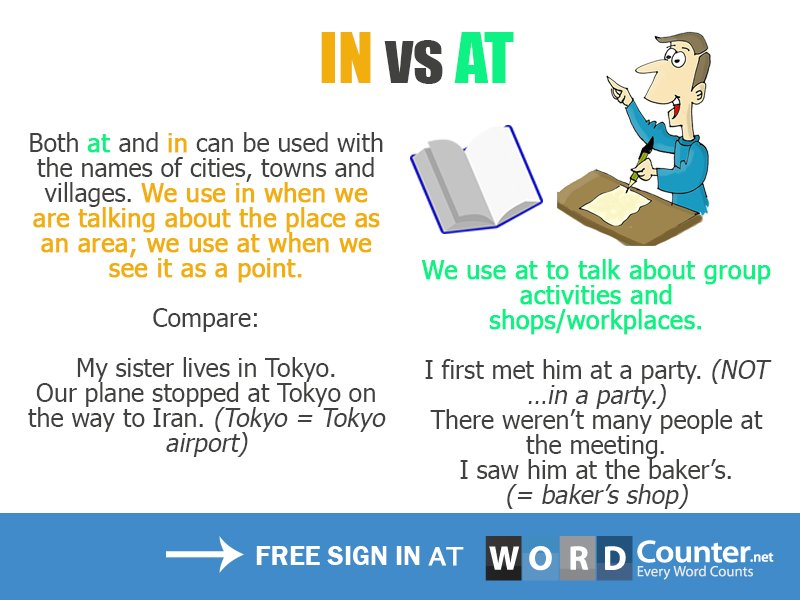 IN vs AT
Both at and in can be used with
the names of cities, towns and
villages. We use in when we
are talking about the place as
an area; we use at when we
see it as a point.
Compare:
My sister lives in Tokyo.
Our plane stopped at Tokyo on
the way to Iran. (Tokyo = Tokyo
airport)
We use at to talk about group
activities and
shops/workplaces.
I first met him at a party. (NOT
...in a party.)
There weren't many people at
the meeting.
I saw him at the baker's.
(= baker's shop)
FREE SIGN IN AT
WORD
Counter.net
Every Word Counts